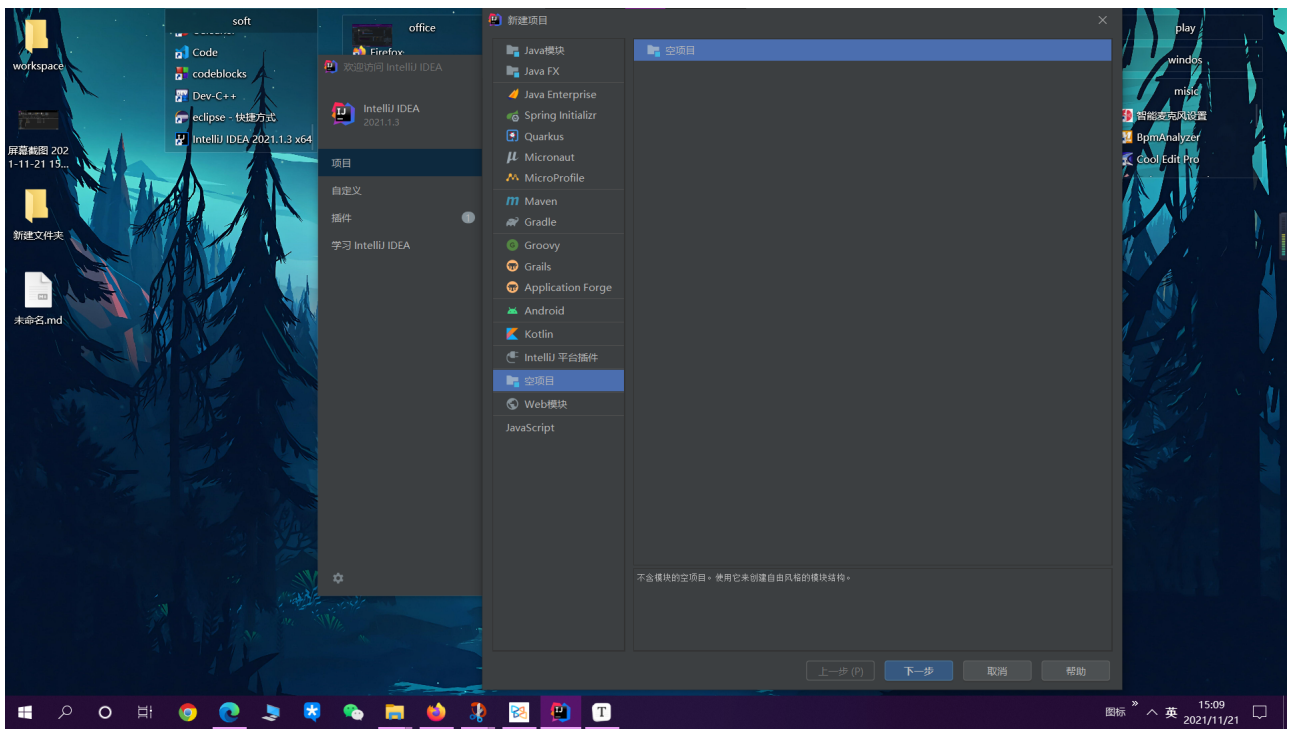 workspace
屏幕截图 202
1-11-21 15...
新建文件夹
未命名.md
soft
Code
codeblocks
Dev-C++
eclipse - 快捷方式
IntelliJ IDEA 2021.1.3 x64
office
Firefox
欢迎访问 IntelliJ IDEA
IntelliJ IDEA
2021.1.3
项目
自定义
插件
1
学习 IntelliJ IDEA
新建项目
Java模块
Java FX
Java Enterprise
Spring Initializr
Quarkus
Micronaut
MicroProfile
Maven
Gradle
Groovy
Grails
Application Forge
Android
Kotlin
IntelliJ 平台插件
空项目
Web模块
JavaScript
空项目
不含模块的空项目。使用它来创建自由风格的模块结构。
上一步 (P)
下一步
取消
帮助
play
windos
misic
智能麦克风设置
BpmAnalyzer
Cool Edit Pro
图标
英
15:09
2021/11/21